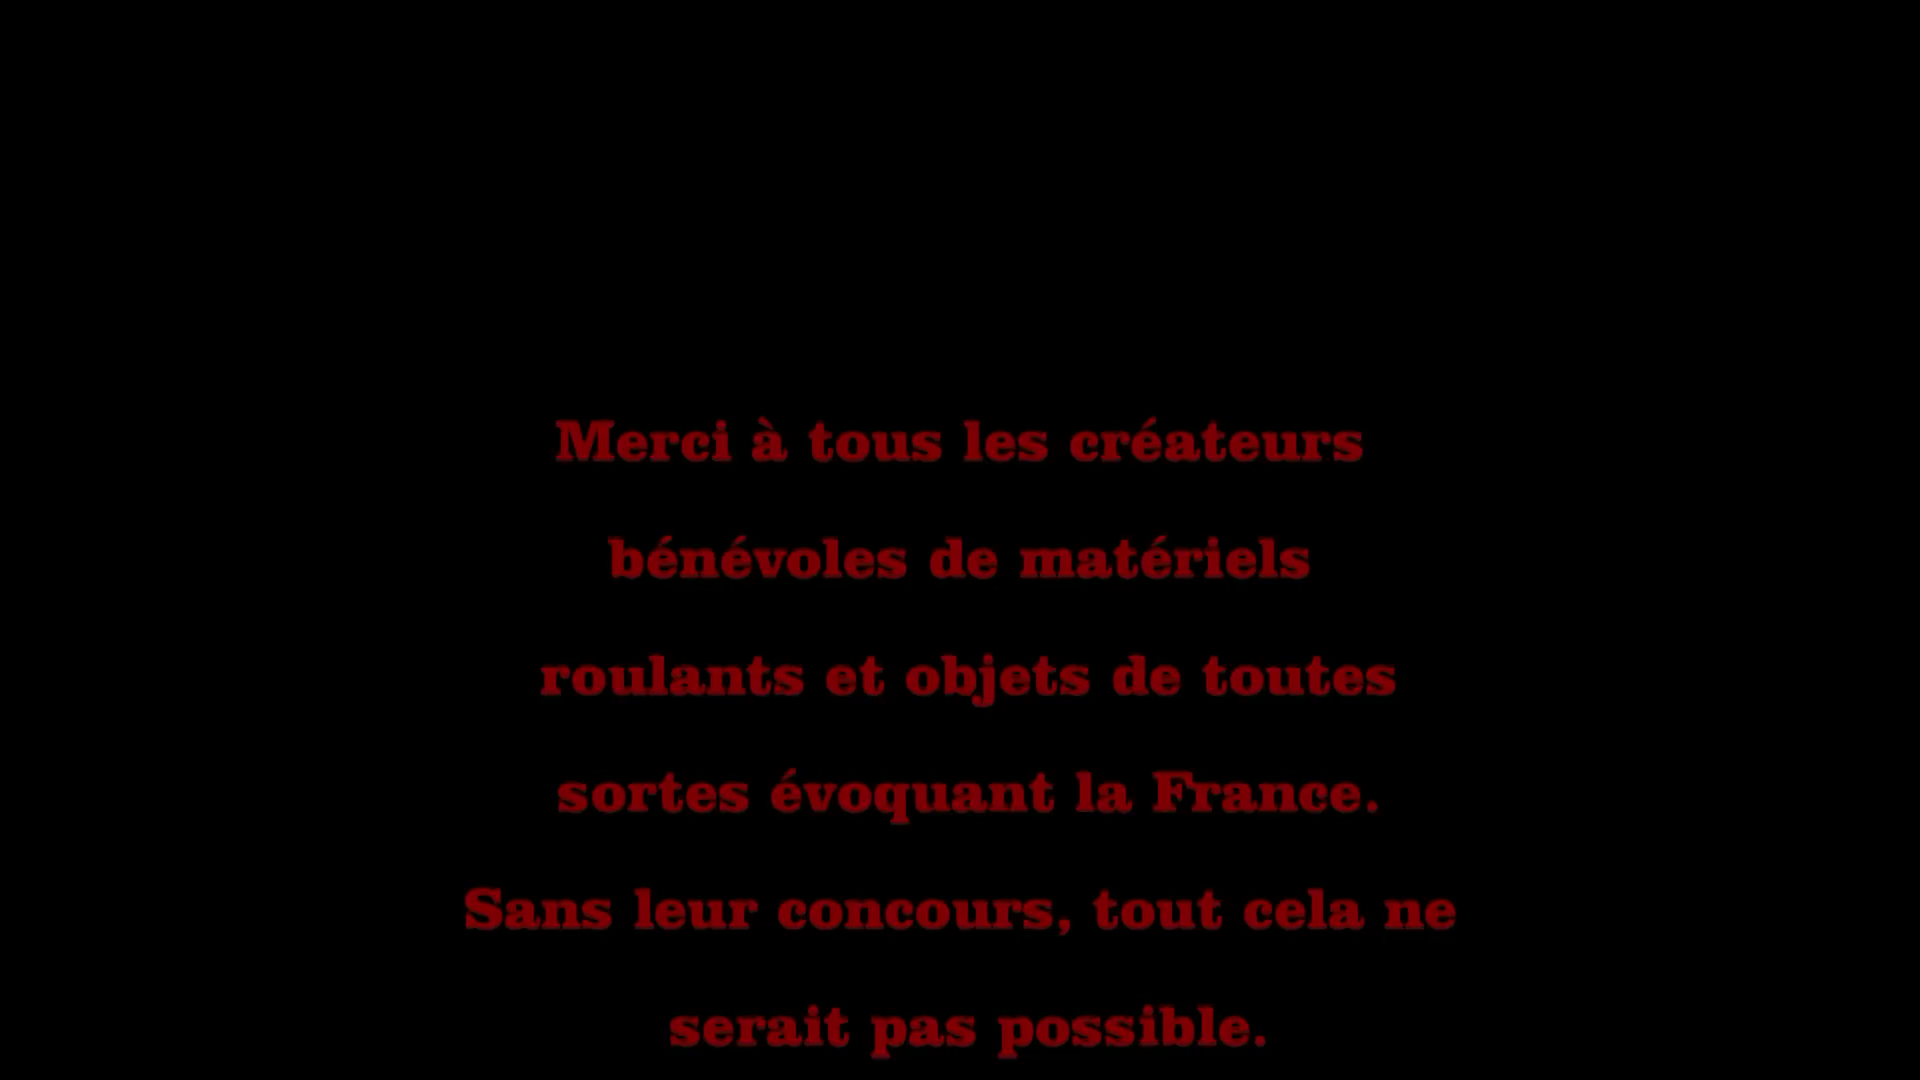 Merci à tous les créateurs
bénévoles de matériels
roulants et objets de toutes
sortes évoquant la France.
Sans leur concours, tout cela ne
serait pas possible.